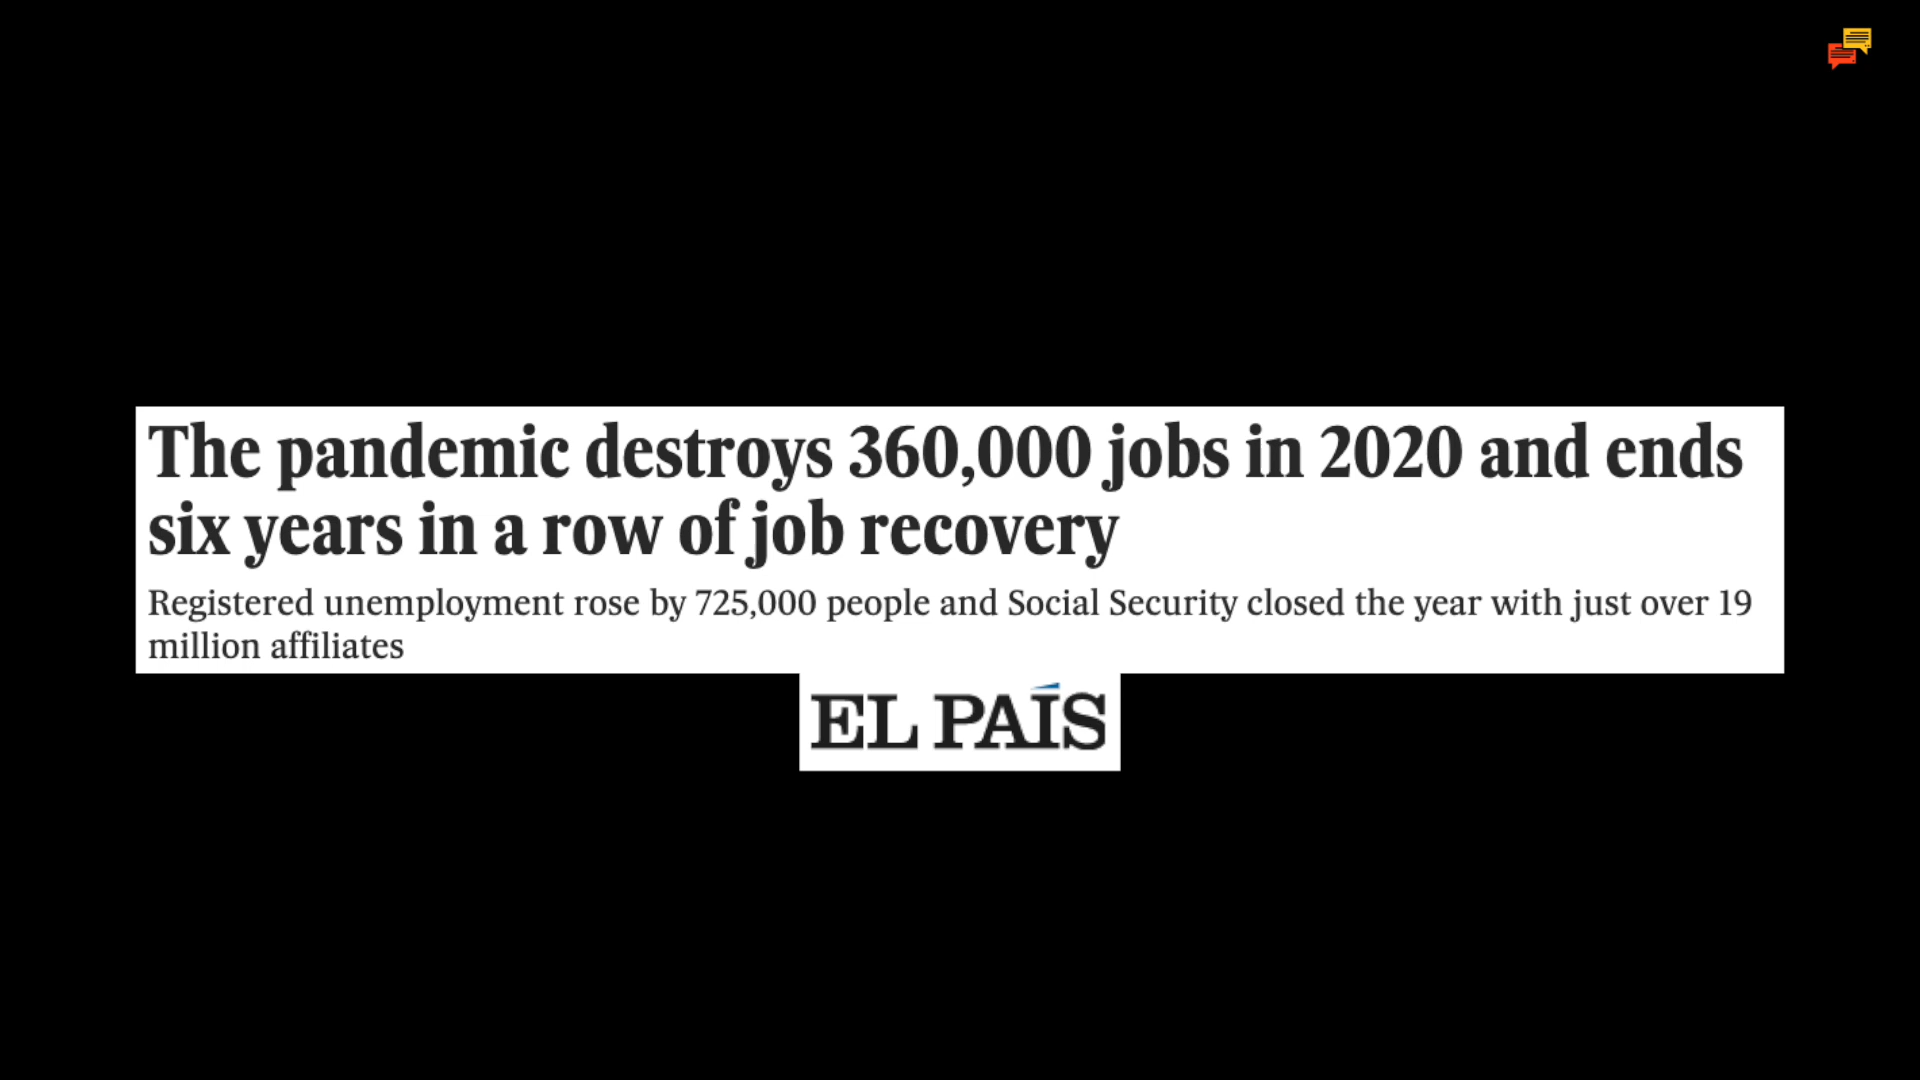 The pandemic destroys 360,000 jobs in 2020 and ends
six years in a row of job recovery
Registered unemployment rose by 725,000 people and Social Security closed the year with just over 19
million affiliates
EL PAÍS